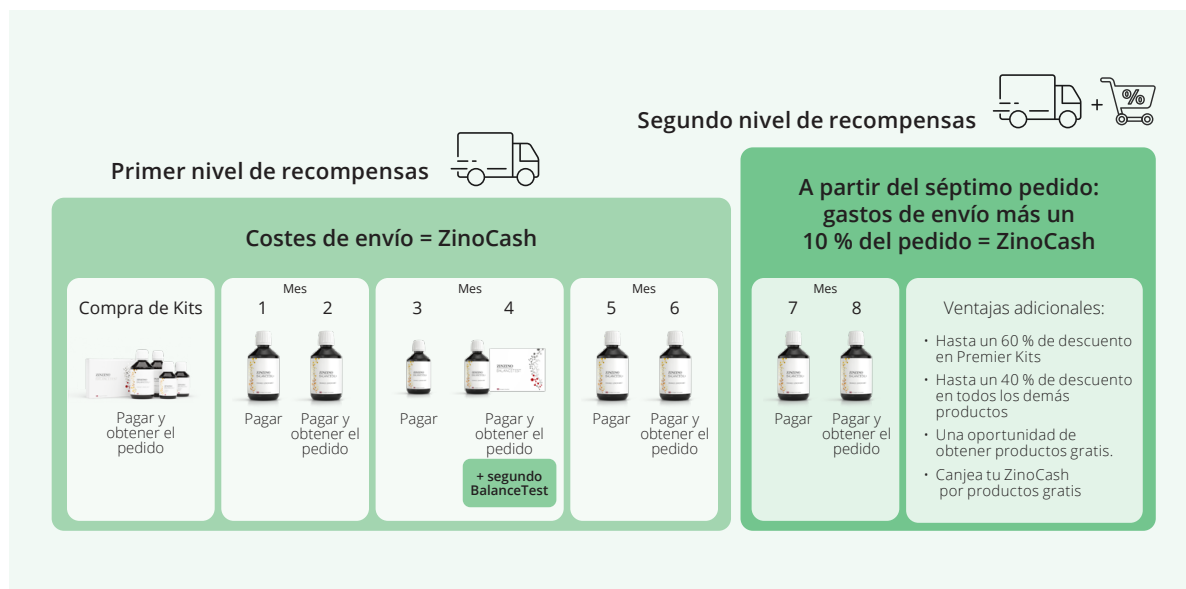 Segundo nivel de recompensas
+
%
Primer nivel de recompensas
A partir del séptimo pedido:
gastos de envío más un
10 % del pedido = ZinoCash
Costes de envío = ZinoCash
Compra de Kits
Pagar y
obtener el
pedido
Mes
1 2
Pagar Pagar y
obtener el
pedido
Mes
3 4
Pagar Pagar y
obtener el
pedido
+ segundo
BalanceTest
Mes
5 6
Pagar Pagar y
obtener el
pedido
Mes
7 8
Pagar Pagar y
obtener el
pedido
Ventajas adicionales:
• Hasta un 60 % de descuento
en Premier Kits
• Hasta un 40 % de descuento
en todos los demás
productos
• Una oportunidad de
obtener productos gratis.
• Canjea tu ZinoCash
por productos gratis